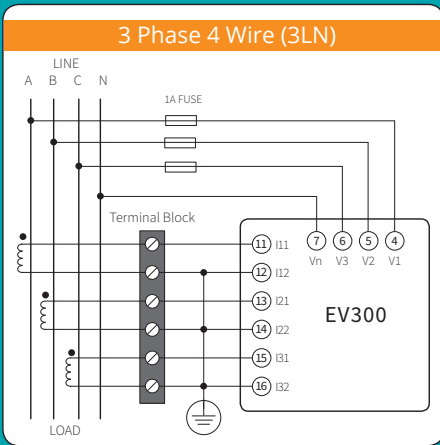 3 Phase 4 Wire (3LN)
LINE
A B C N
1A FUSE
Terminal Block
7 6 5 4
Vn V3 V2 V1
11 I11
12 I12
EV300
13 I21
14 I22
15 I31
16 I32
LOAD